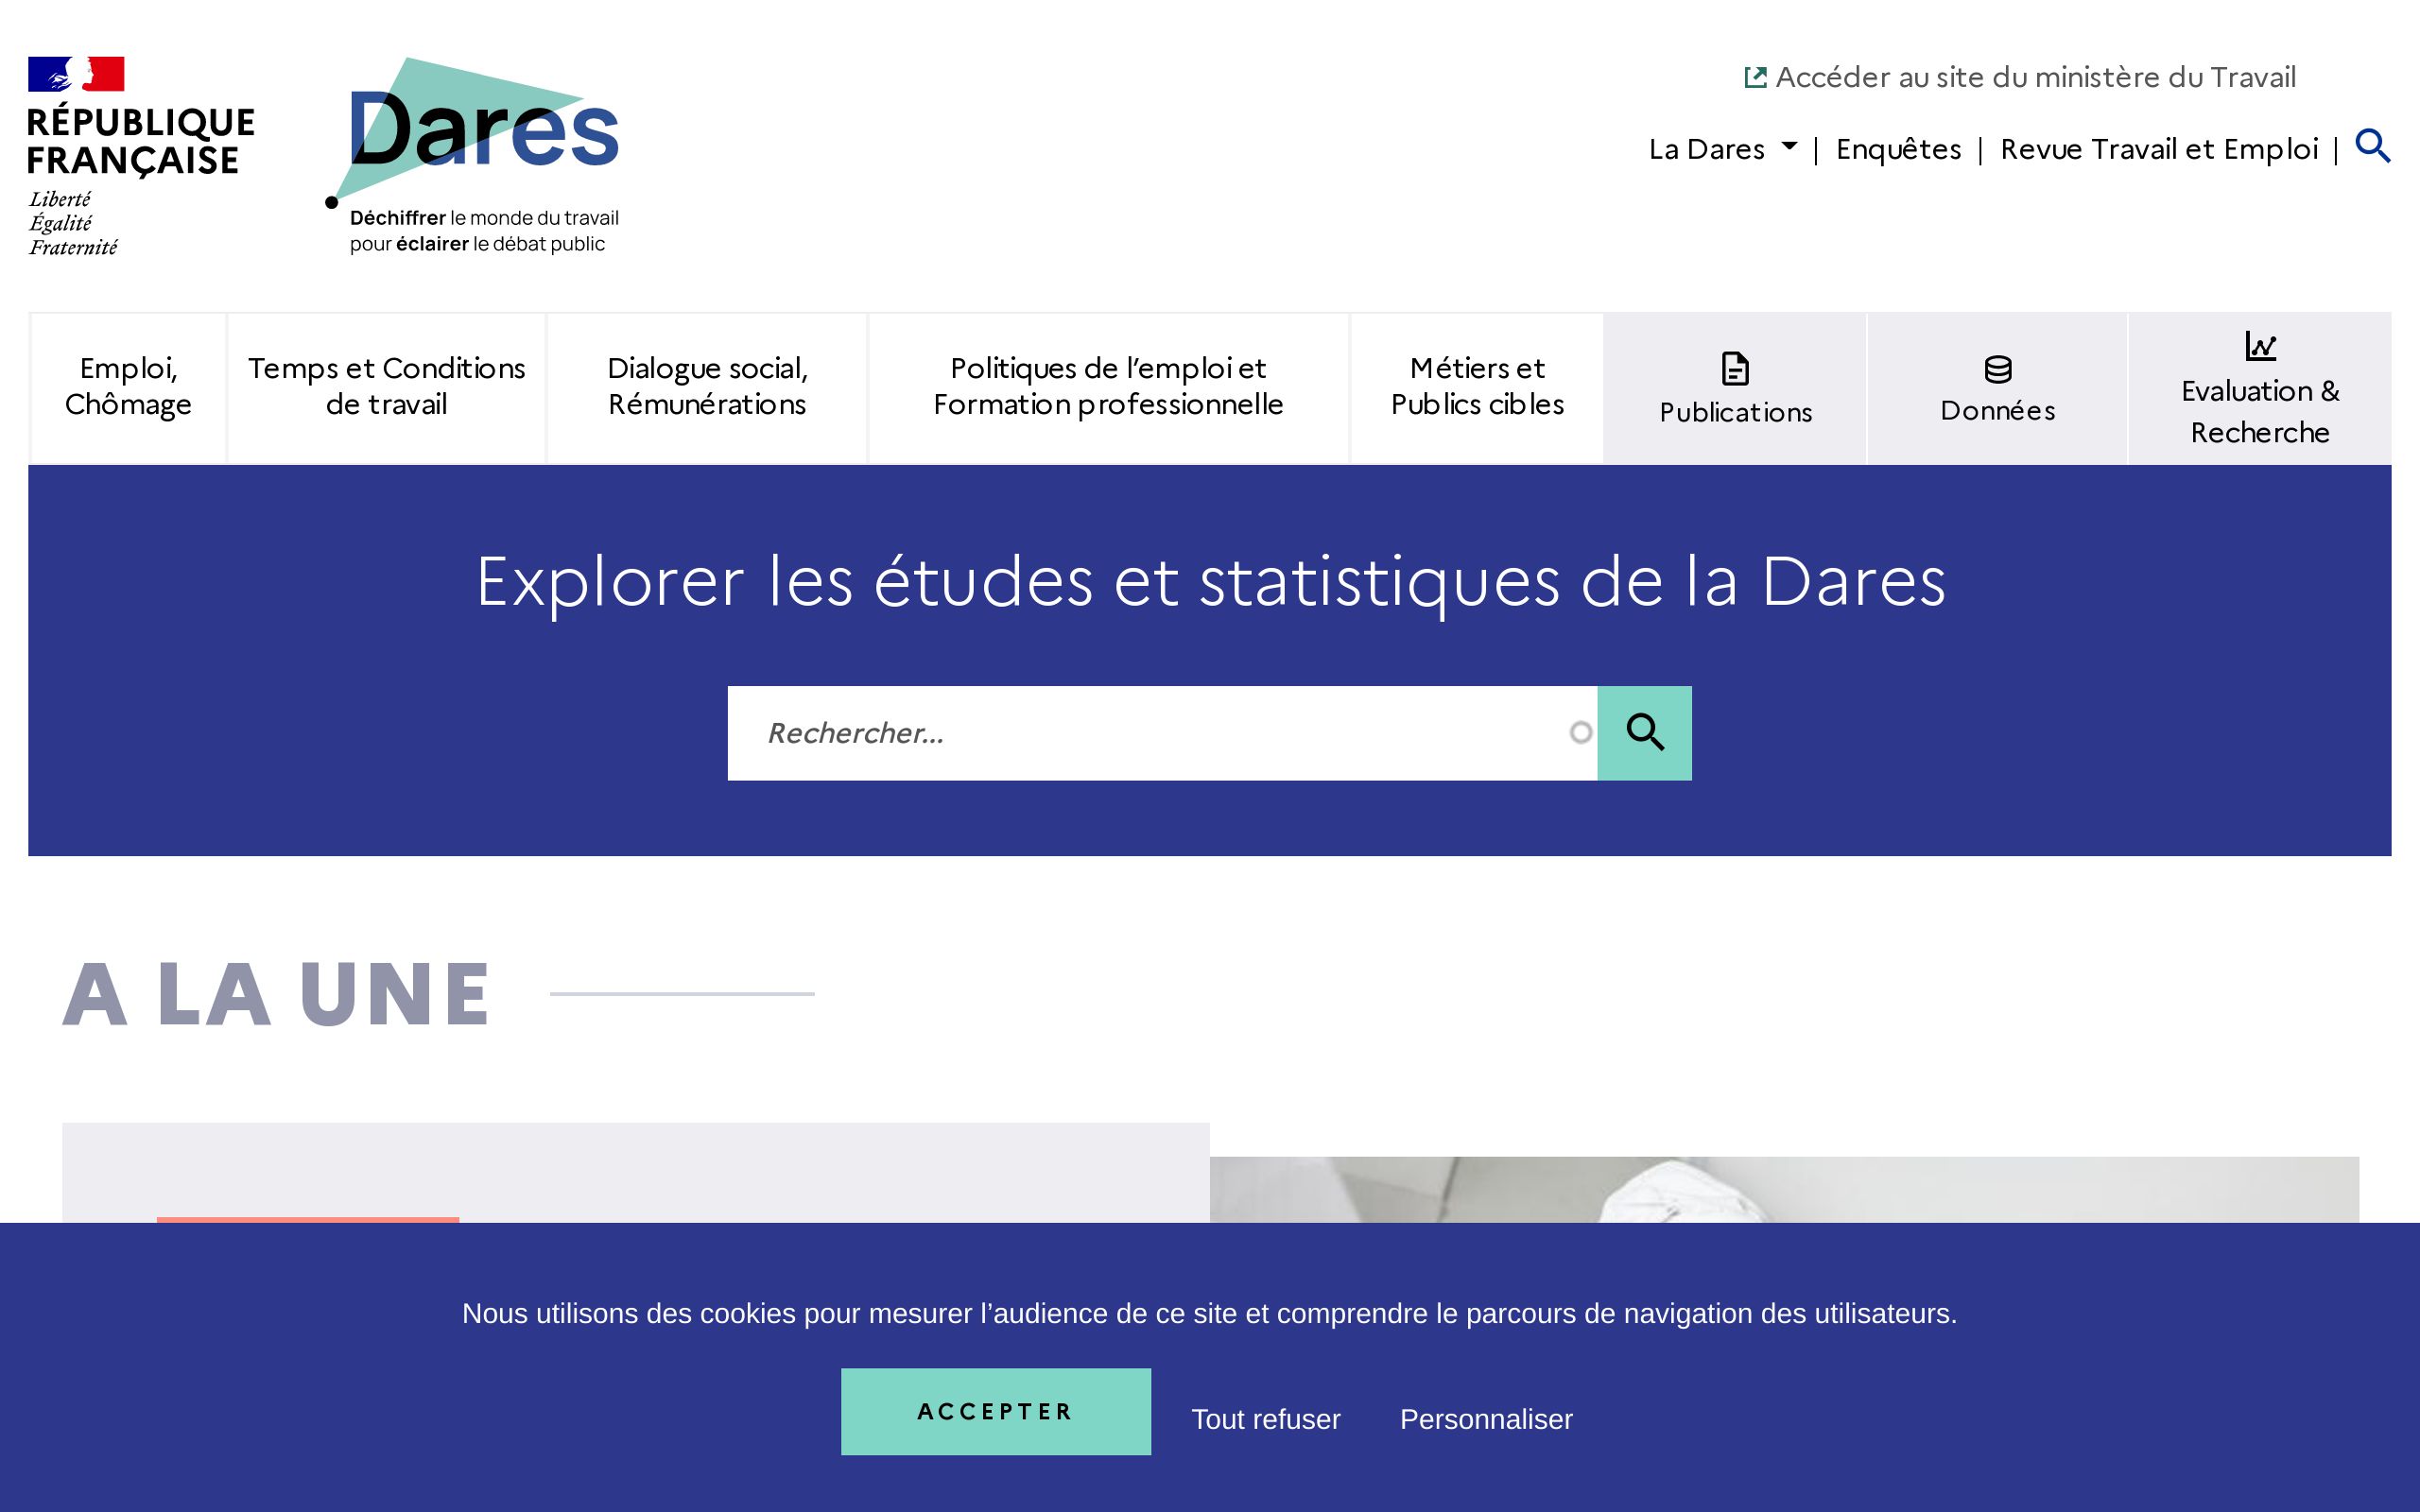 RÉPUBLIQUE
FRANÇAISE
Liberté
Égalité
Fraternité
Dares
Déchiffrer le monde du travail
pour éclairer le débat public
Accéder au site du ministère du Travail
La Dares | Enquêtes | Revue Travail et Emploi |
Emploi,
Chômage
Temps et Conditions
de travail
Dialogue social,
Rémunérations
Politiques de l’emploi et
Formation professionnelle
Métiers et
Publics cibles
Publications
Données
Evaluation &
Recherche
Explorer les études et statistiques de la Dares
Rechercher...
A LA UNE
Nous utilisons des cookies pour mesurer l’audience de ce site et comprendre le parcours de navigation des utilisateurs.
ACCEPTER
Tout refuser
Personnaliser